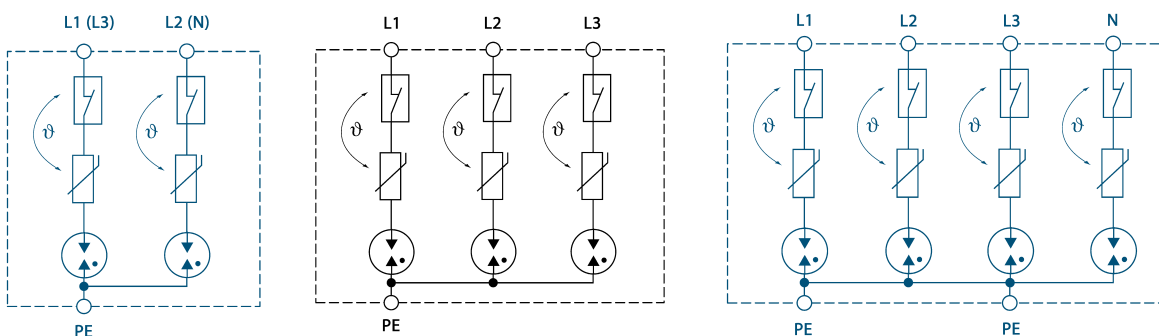 L1 (L3) L2 (N)
ϑ ϑ
PE
L1 L2 L3
ϑ ϑ ϑ
PE
L1 L2 L3 N
ϑ ϑ ϑ ϑ
PE PE